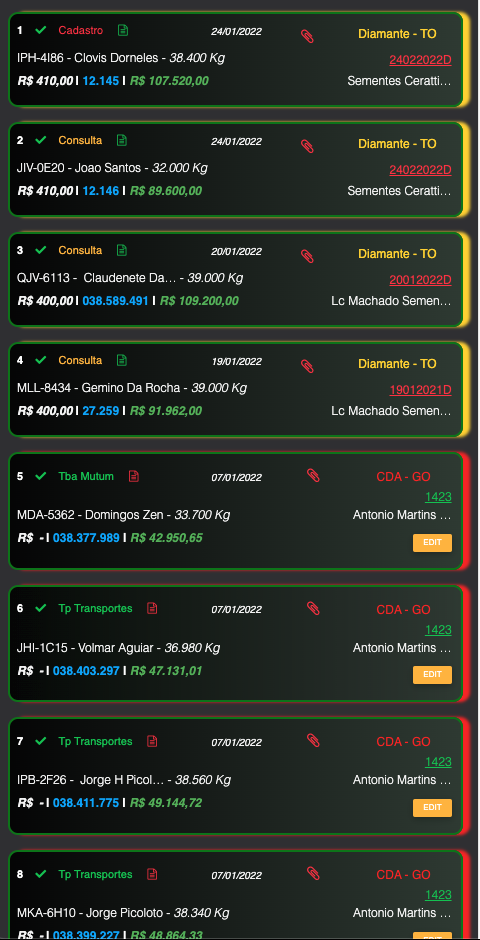 1 Cadastro 24/01/2022 Diamante - TO
IPH-4I86 - Clovis Dorneles - 38.400 Kg 24022022D
R$ 410,00 I 12.145 I R$ 107.520,00 Sementes Ceratti...
2 Consulta 24/01/2022 Diamante - TO
JIV-0E20 - Joao Santos - 32.000 Kg 24022022D
R$ 410,00 I 12.146 I R$ 89.600,00 Sementes Ceratti...
3 Consulta 20/01/2022 Diamante - TO
QJV-6113 - Claudenete Da... - 39.000 Kg 20012022D
R$ 400,00 I 038.589.491 I R$ 109.200,00 Lc Machado Semen...
4 Consulta 19/01/2022 Diamante - TO
MLL-8434 - Gemino Da Rocha - 39.000 Kg 19012021D
R$ 400,00 I 27.259 I R$ 91.962,00 Lc Machado Semen...
5 Tba Mutum 07/01/2022 CDA - GO
1423
MDA-5362 - Domingos Zen - 33.700 Kg Antonio Martins ...
R$ - I 038.377.989 I R$ 42.950,65 EDIT
6 Tp Transportes 07/01/2022 CDA - GO
1423
JHI-1C15 - Volmar Aguiar - 36.980 Kg Antonio Martins ...
R$ - I 038.403.297 I R$ 47.131,01 EDIT
7 Tp Transportes 07/01/2022 CDA - GO
1423
IPB-2F26 - Jorge H Picol... - 38.560 Kg Antonio Martins ...
R$ - I 038.411.775 I R$ 49.144,72 EDIT
8 Tp Transportes 07/01/2022 CDA - GO
1423
MKA-6H10 - Jorge Picoloto - 38.340 Kg Antonio Martins ...
R$ - I 038.399.227 I R$ 48.864,33 EDIT